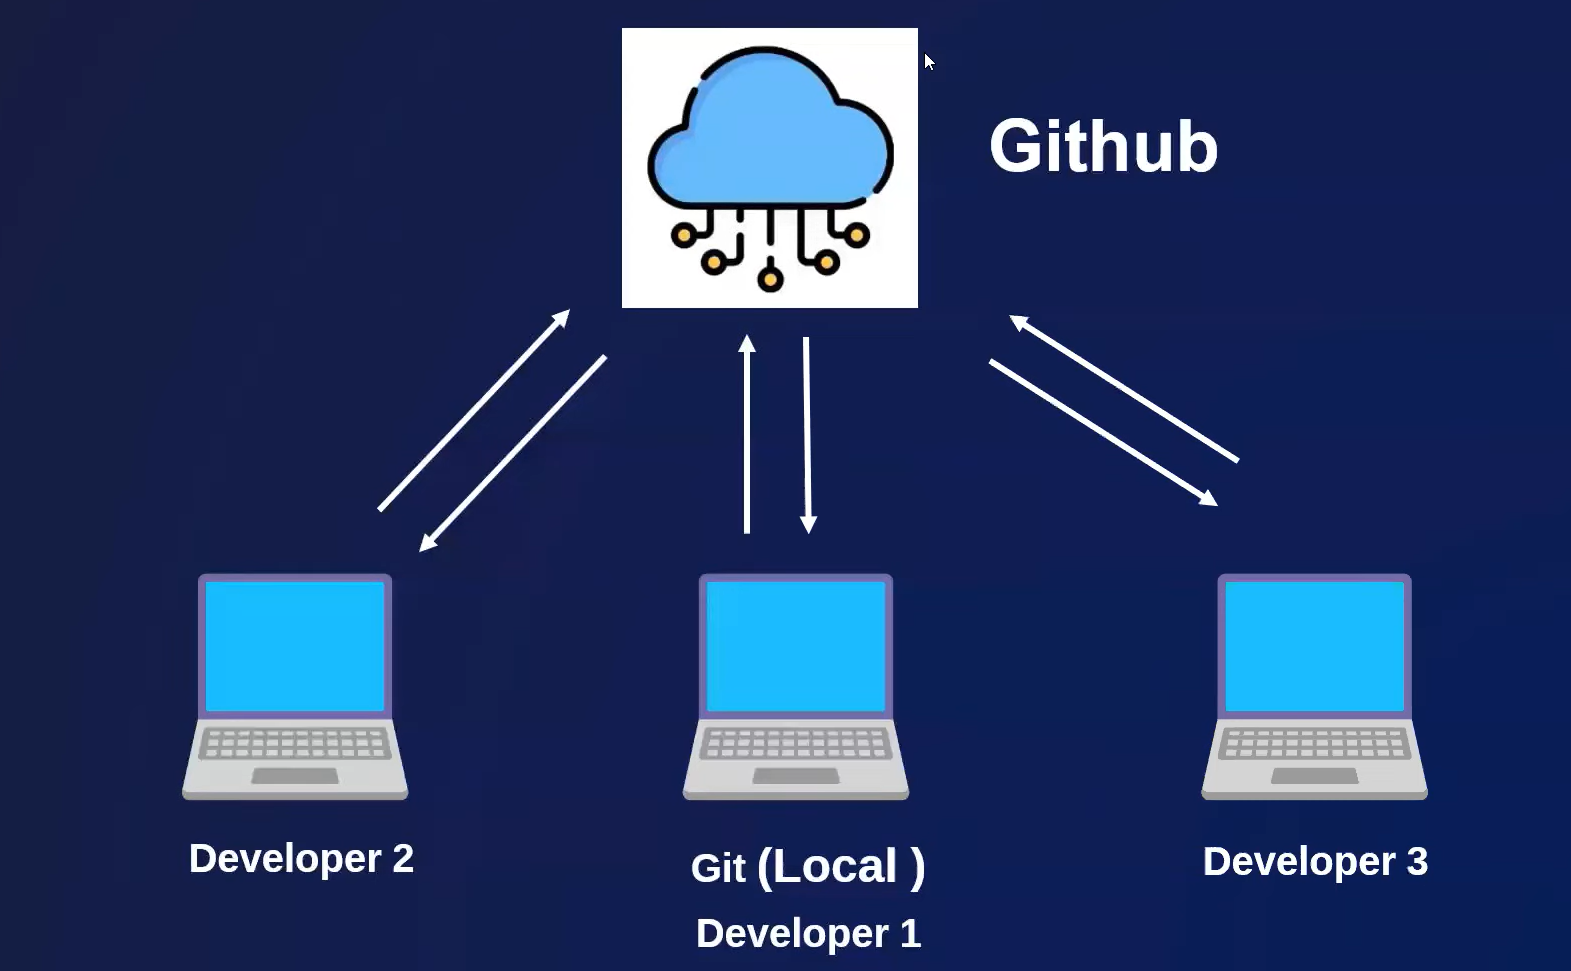 Github
Developer 2
Git (Local )
Developer 1
Developer 3